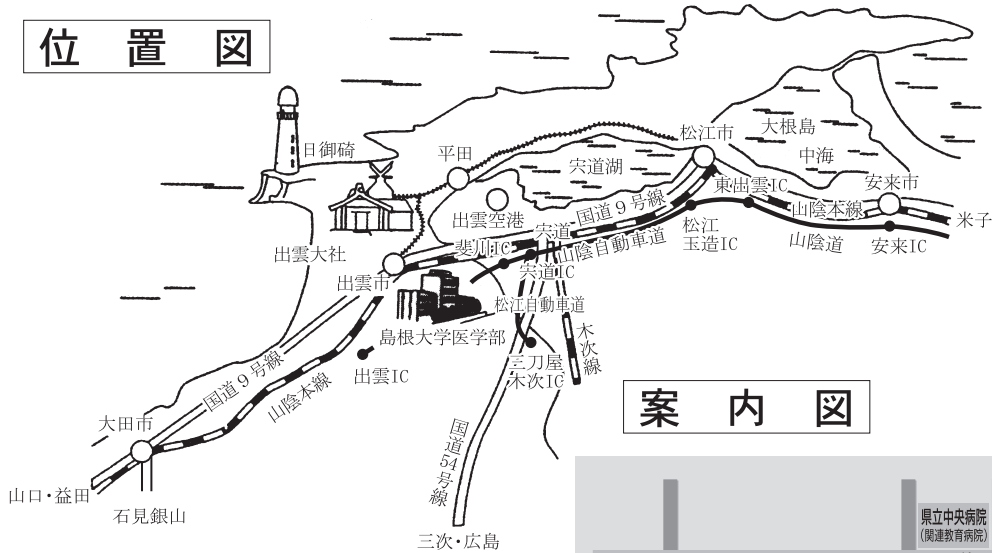 位置図
日御碕
平田
宍道湖
松江市
大根島
中海
東出雲IC
安来市
米子
山陰本線
山陰道
安来IC
出雲空港
国道9号線
宍道
斐川IC
宍道IC
山陰自動車道
松江
玉造IC
出雲大社
出雲市
松江自動車道
島根大学医学部
三刀屋
木次IC
木次線
出雲IC
国道9号線
山陰本線
大田市
山口・益田
石見銀山
国道54号線
三次・広島
案内図
県立中央病院
(関連教育病院)